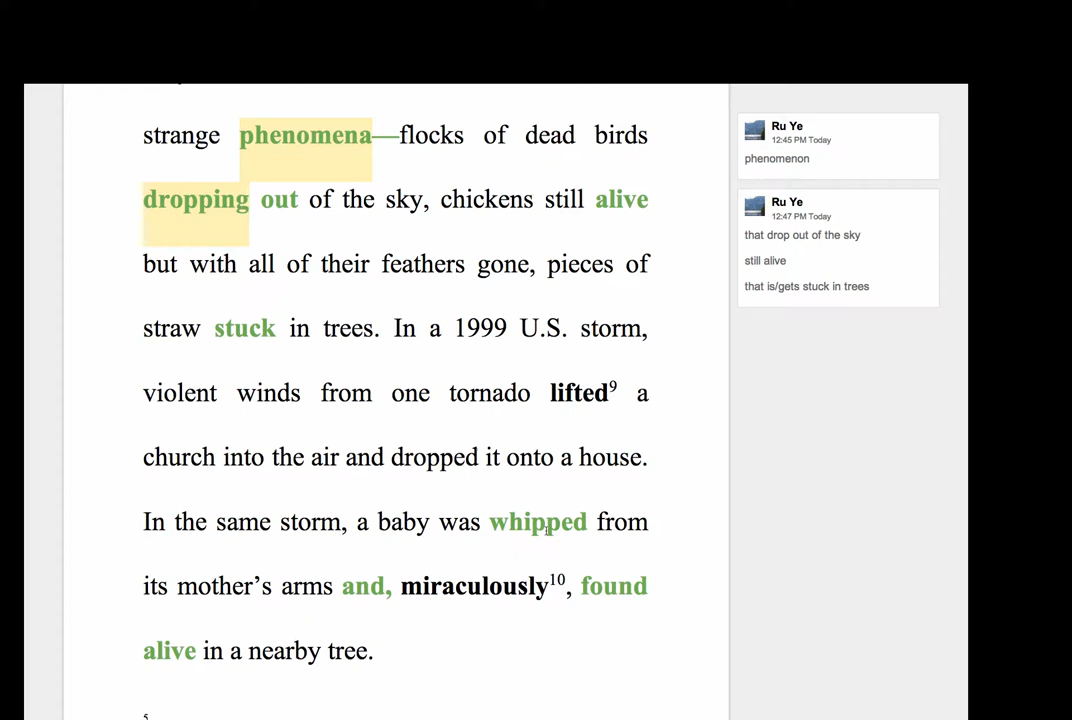 strange phenomena—flocks of dead birds
dropping out of the sky, chickens still alive
but with all of their feathers gone, pieces of
straw stuck in trees. In a 1999 U.S. storm,
violent winds from one tornado lifted⁹ a
church into the air and dropped it onto a house.
In the same storm, a baby was whipped from
its mother’s arms and, miraculously¹⁰, found
alive in a nearby tree.
5
Ru Ye
12:45 PM Today
phenomenon
Ru Ye
12:47 PM Today
that drop out of the sky
still alive
that is/gets stuck in trees